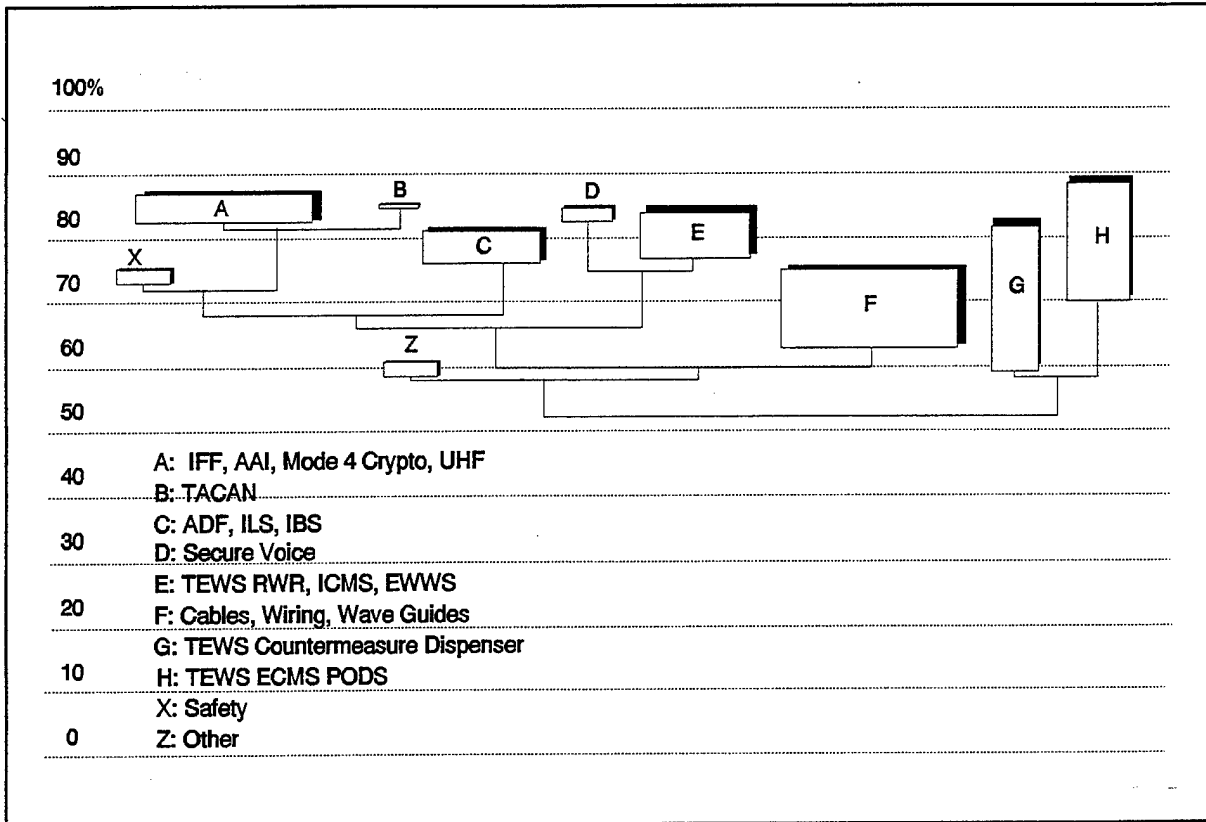 100%
90
B
D
A
80
H
E
C
X
G
70
F
Z
60
50
A: IFF, AAI, Mode 4 Crypto, UHF
40
B: TACAN
C: ADF, ILS, IBS
30
D: Secure Voice
E: TEWS RWR, ICMS, EWWS
20
F: Cables, Wiring, Wave Guides
G: TEWS Countermeasure Dispenser
10
H: TEWS ECMS PODS
X: Safety
0
Z: Other